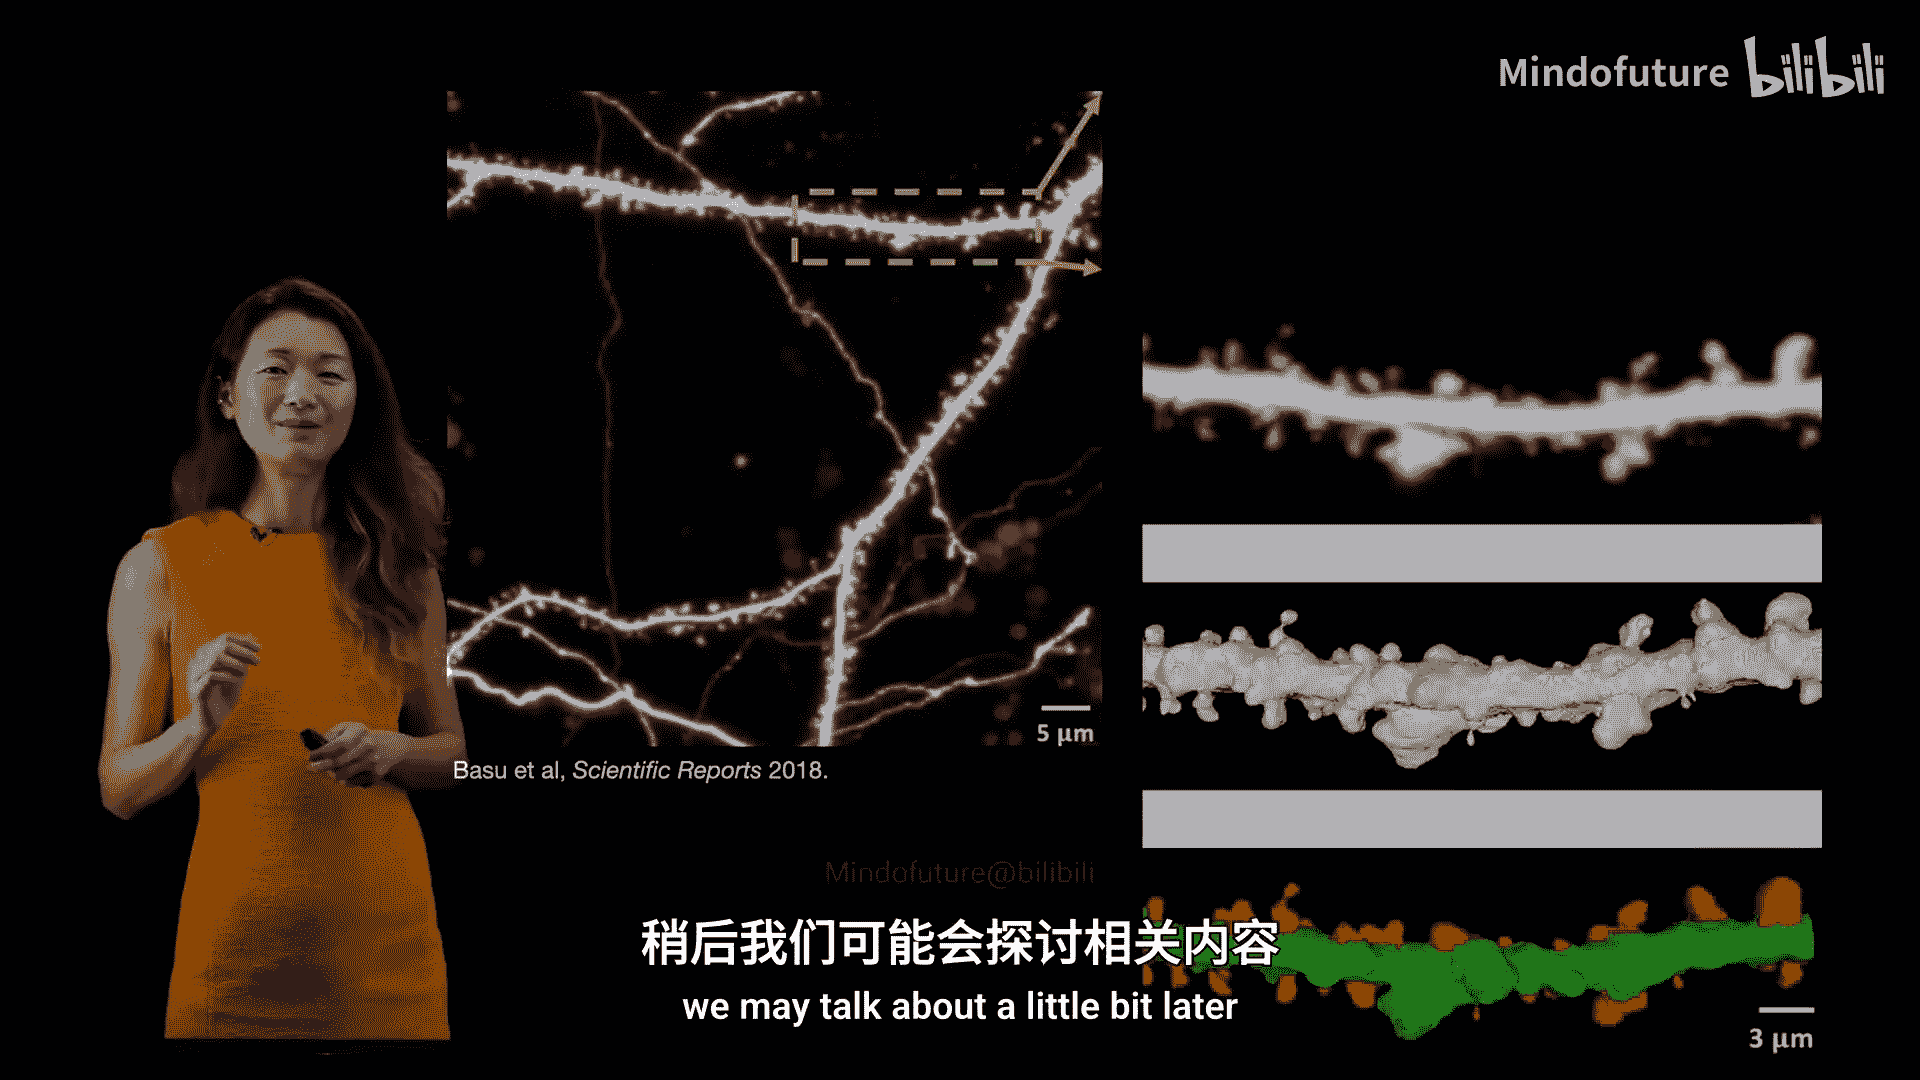 Mindofuture bilibili
5 μm
Basu et al, Scientific Reports 2018.
Mindofuture@bilibili
稍后我们可能会探讨相关内容
we may talk about a little bit later
3 μm